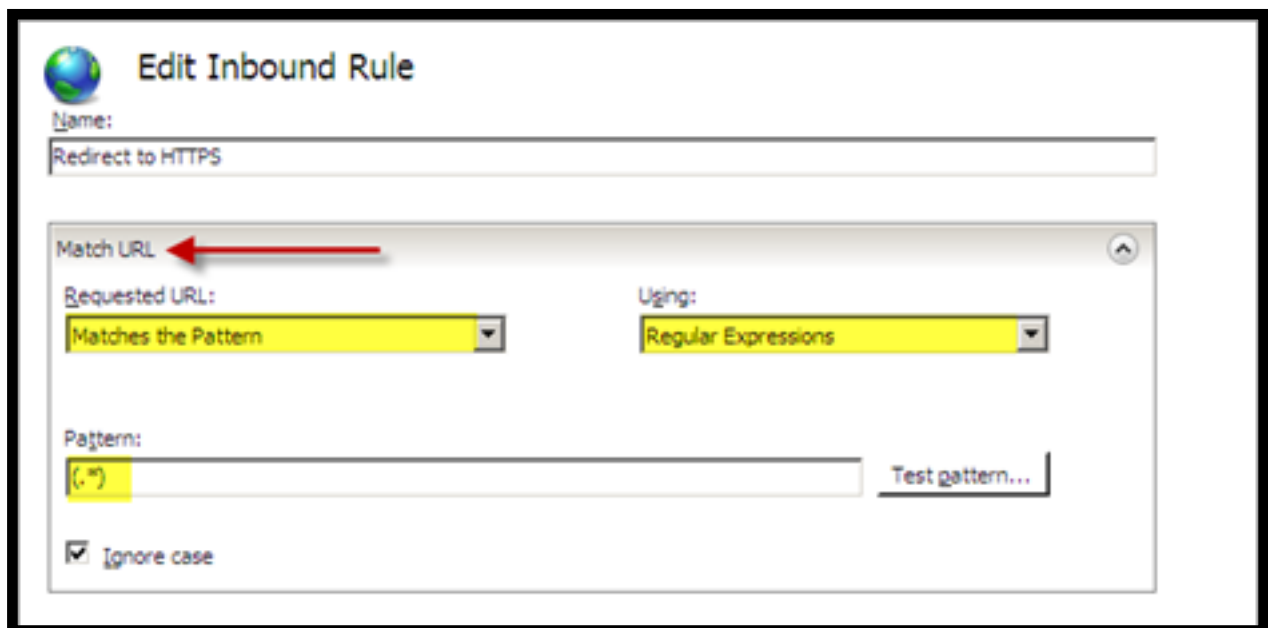 Edit Inbound Rule
Name:
Redirect to HTTPS
Match URL
Requested URL: Using:
Matches the Pattern Regular Expressions
Pattern:
(.*) Test pattern...
Ignore case